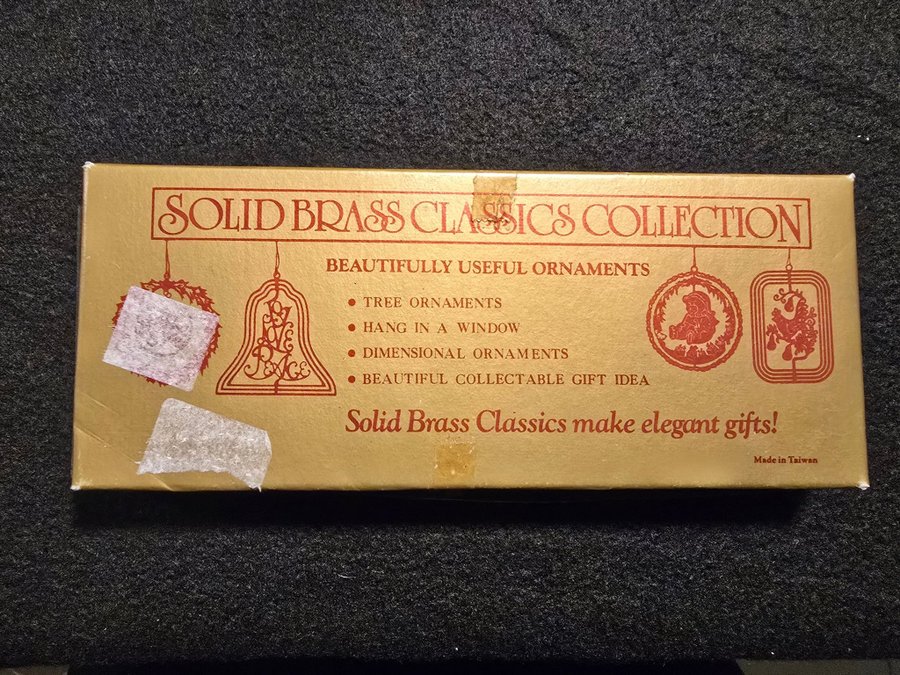 SOLID BRASS CLASSICS COLLECTION
BEAUTIFULLY USEFUL ORNAMENTS
• TREE ORNAMENTS
• HANG IN A WINDOW
• DIMENSIONAL ORNAMENTS
• BEAUTIFUL COLLECTABLE GIFT IDEA
JOY
LOVE
PEACE
Solid Brass Classics make elegant gifts!
Made in Taiwan